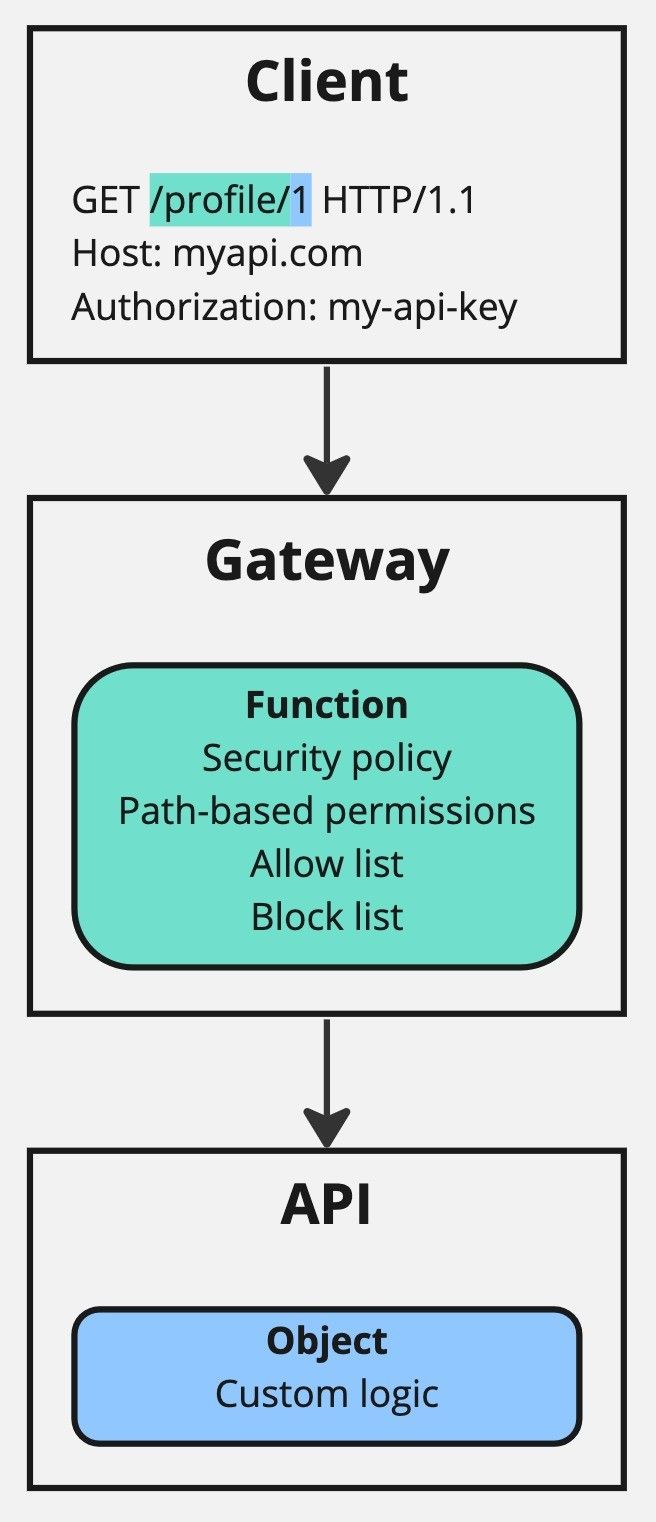 Client
GET /profile/1 HTTP/1.1
Host: myapi.com
Authorization: my-api-key
Gateway
Function
Security policy
Path-based permissions
Allow list
Block list
API
Object
Custom logic